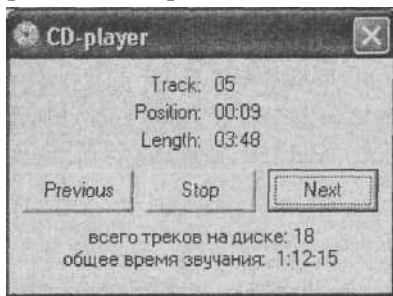 CD-player
Track: 05
Position: 00:09
Length: 03:48
Previous Stop Next
всего треков на диске: 18
общее время звучания: 1:12:15